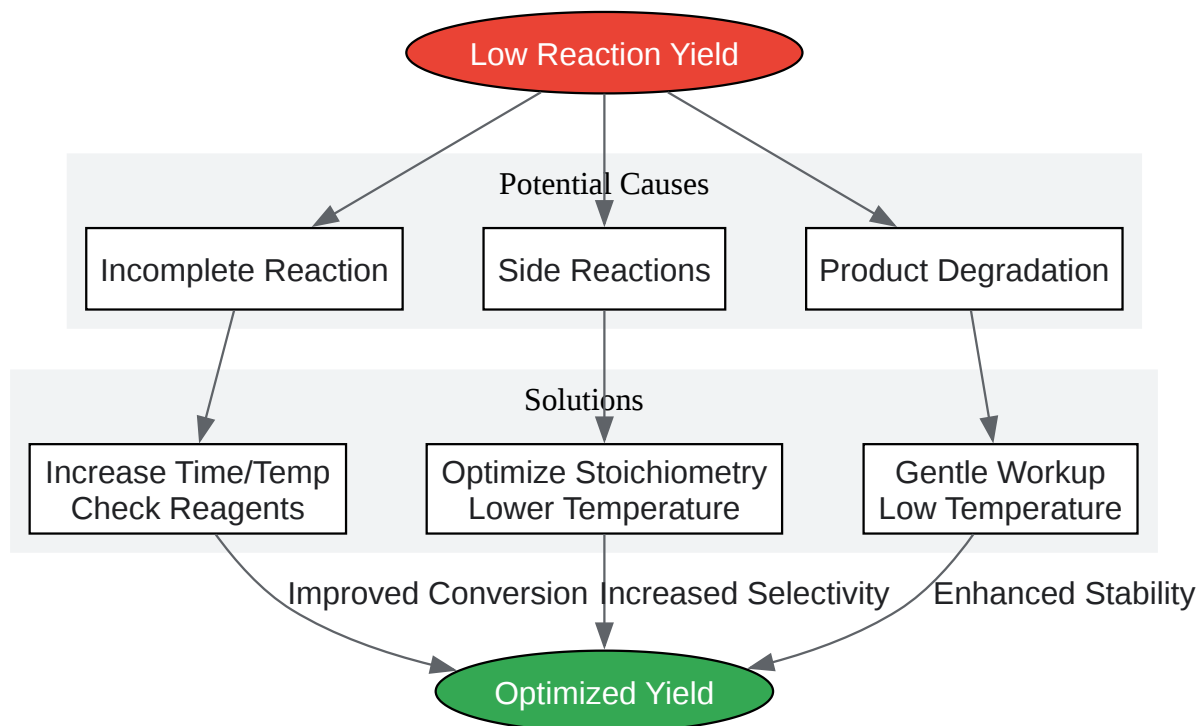 Low Reaction Yield
Potential Causes
Incomplete Reaction
Side Reactions
Product Degradation
Solutions
Increase Time/Temp
Check Reagents
Optimize Stoichiometry
Lower Temperature
Gentle Workup
Low Temperature
Improved Conversion
Increased Selectivity
Enhanced Stability
Optimized Yield